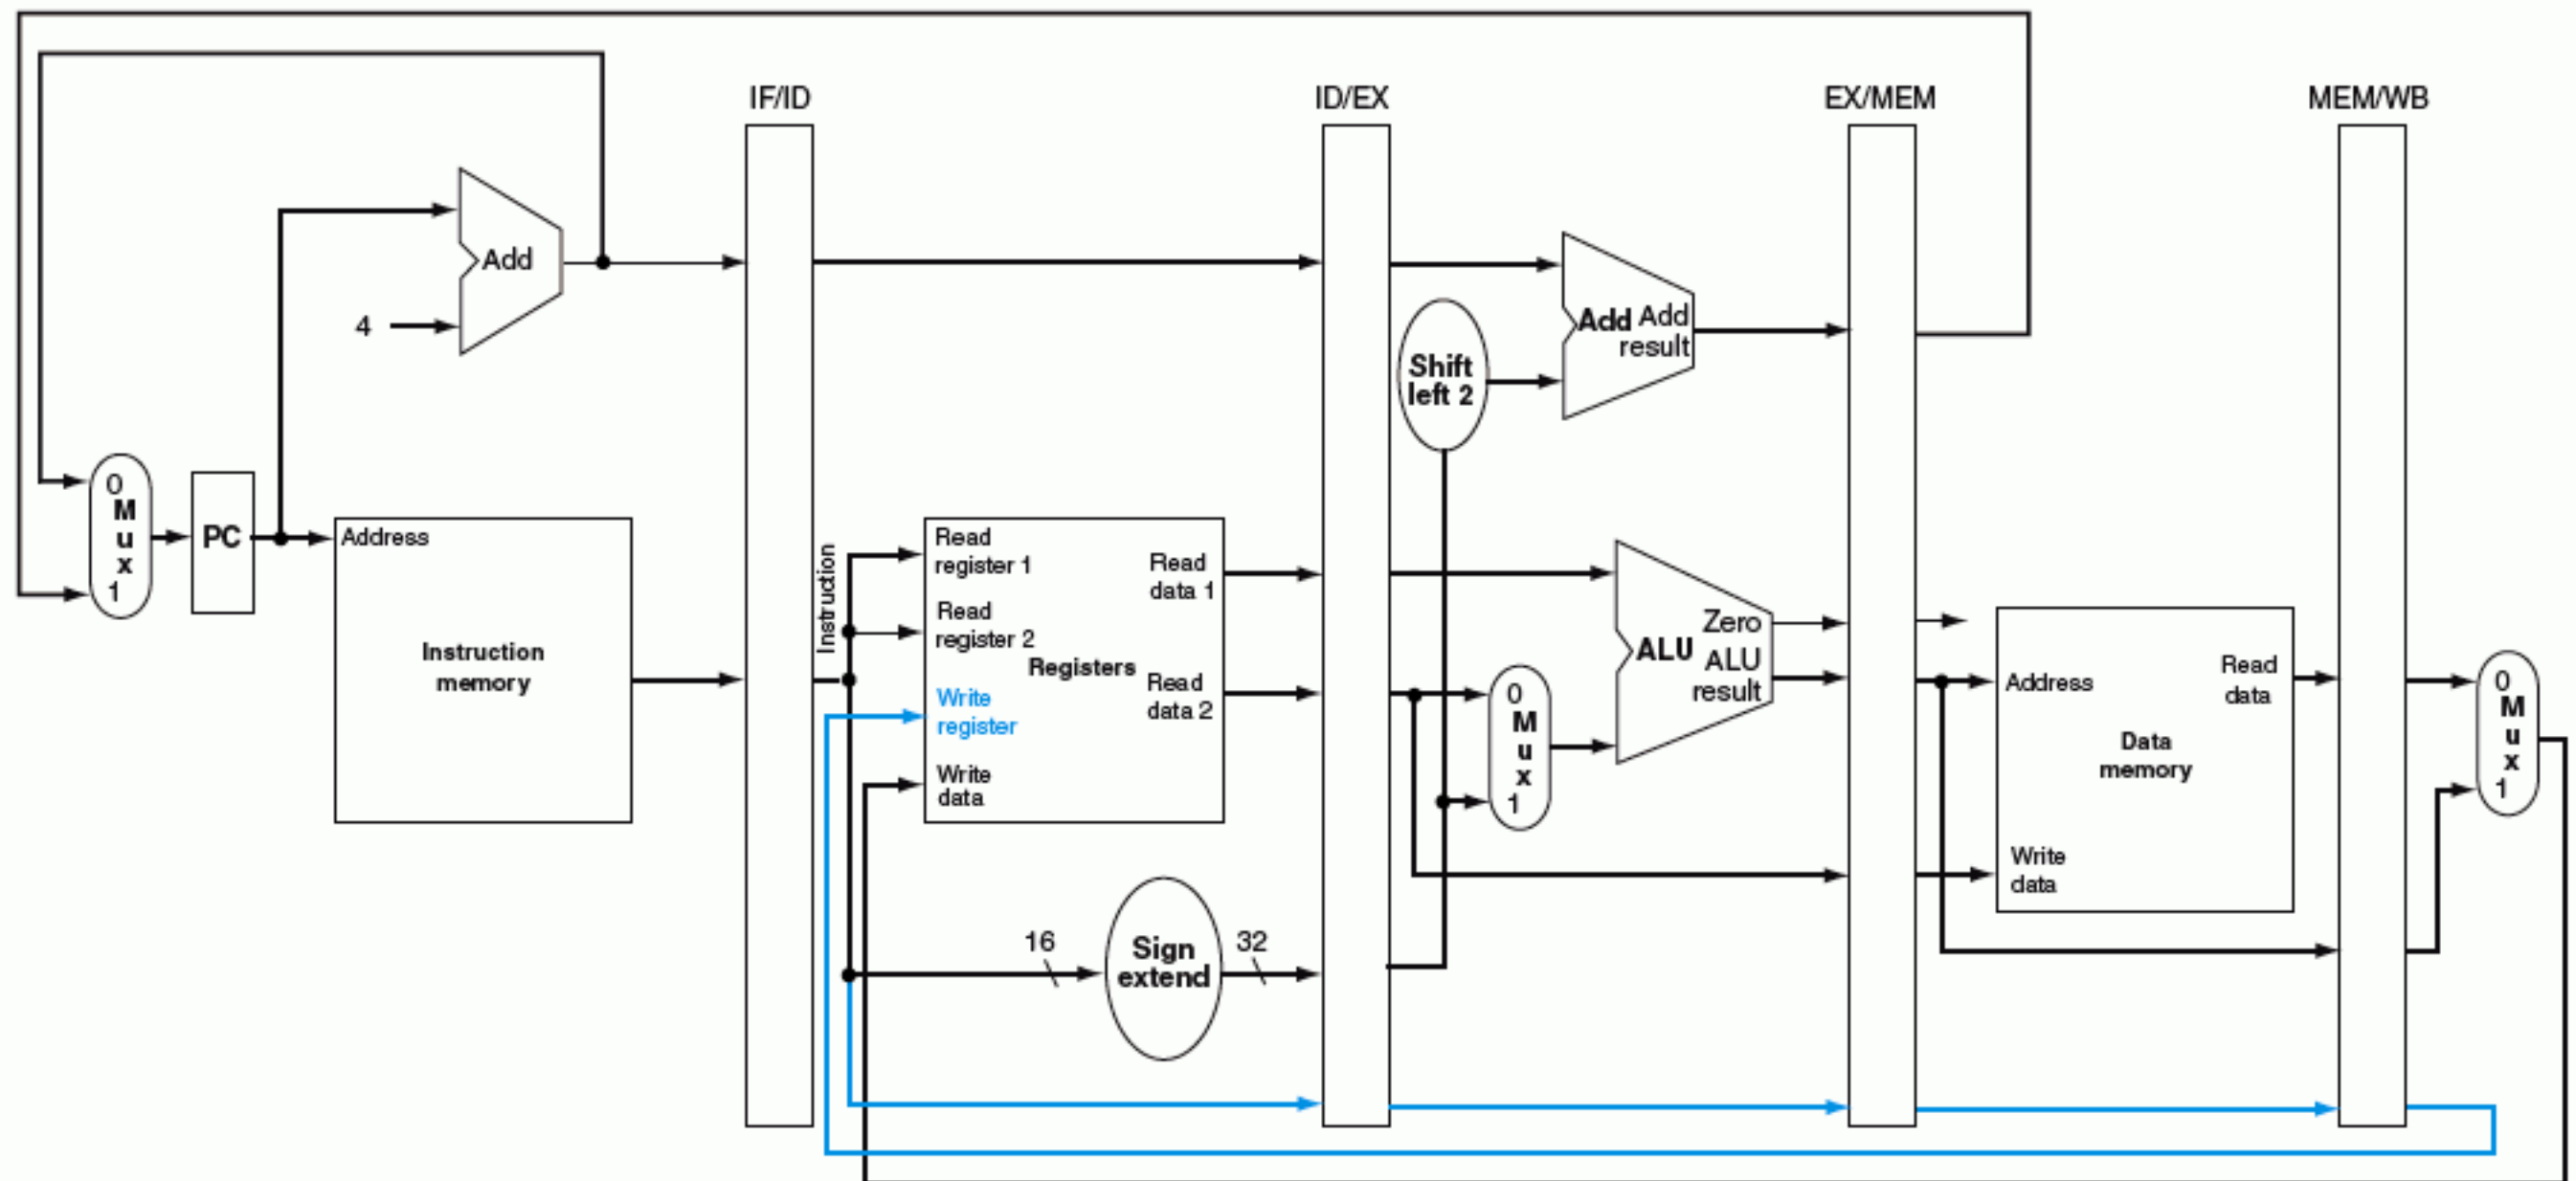 IF/ID
ID/EX
EX/MEM
MEM/WB
Add
4
Add Add
result
Shift
left 2
0
M
u
x
1
PC
Address
Instruction
memory
Instruction
Read
register 1
Read
register 2
Write
register
Write
data
Registers
Read
data 1
Read
data 2
16
Sign
extend
32
0
M
u
x
1
Zero
ALU
ALU
result
Address
Read
data
Data
memory
Write
data
0
M
u
x
1